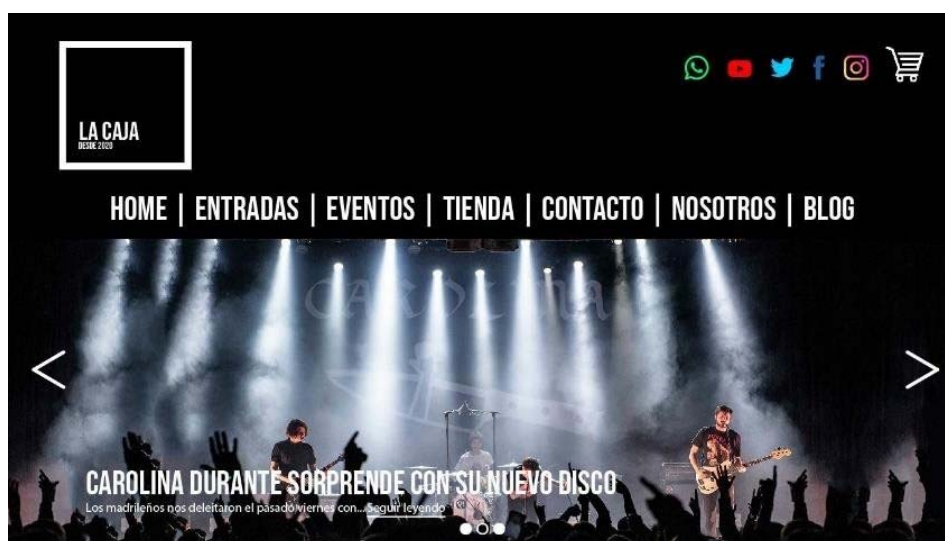 LA CAJA
DESDE 2020
HOME | ENTRADAS | EVENTOS | TIENDA | CONTACTO | NOSOTROS | BLOG
CAROLINA
CAROLINA DURANTE SORPRENDE CON SU NUEVO DISCO
Los madrileños nos deleitaron el pasado viernes con... Seguir leyendo